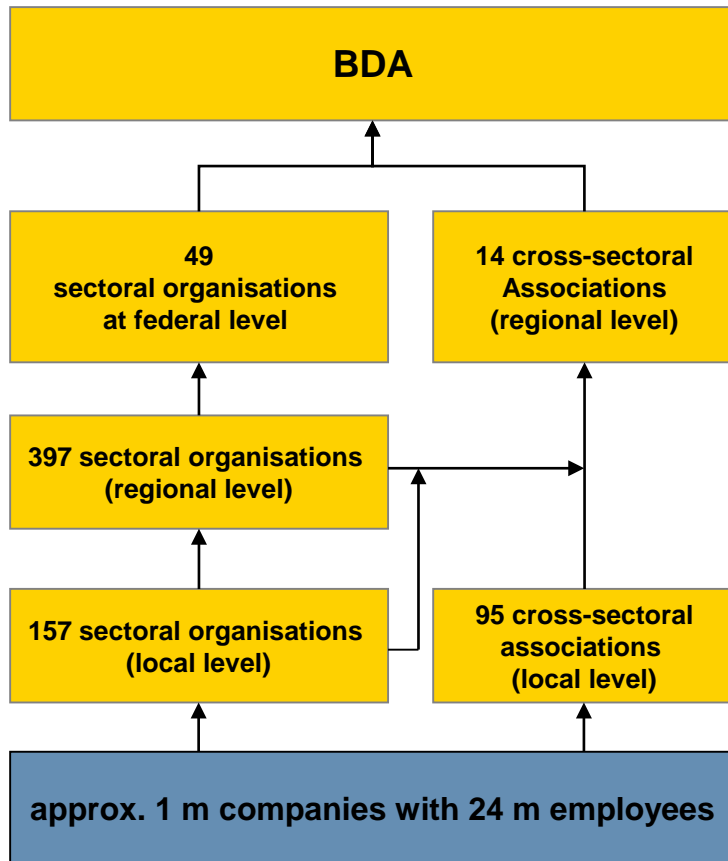 BDA
49
sectoral organisations
at federal level
14 cross-sectoral
Associations
(regional level)
397 sectoral organisations
(regional level)
157 sectoral organisations
(local level)
95 cross-sectoral
associations
(local level)
approx. 1 m companies with 24 m employees